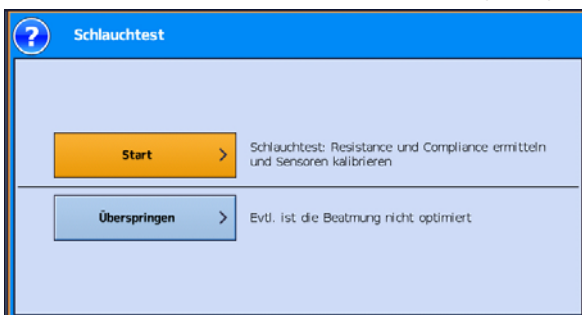 ?
Schlauchtest
Start >
Schlauchtest: Resistance und Compliance ermitteln
und Sensoren kalibrieren
Überspringen >
Evtl. ist die Beatmung nicht optimiert